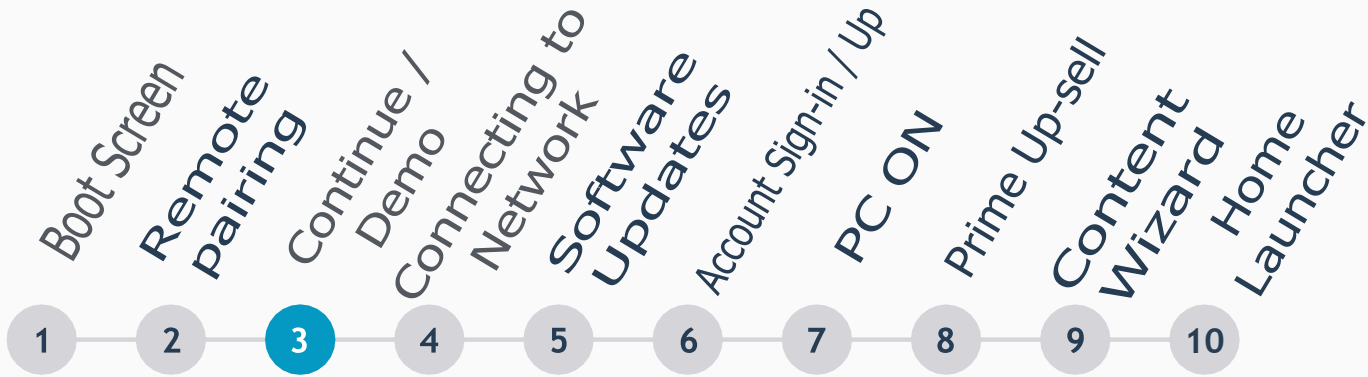 Boot Screen
Remote
pairing
Continue /
Demo
Connecting to
Network
Software
Updates
Account Sign-in / Up
PC ON
Prime Up-sell
Content
Wizard
Home
Launcher
1
2
3
4
5
6
7
8
9
10